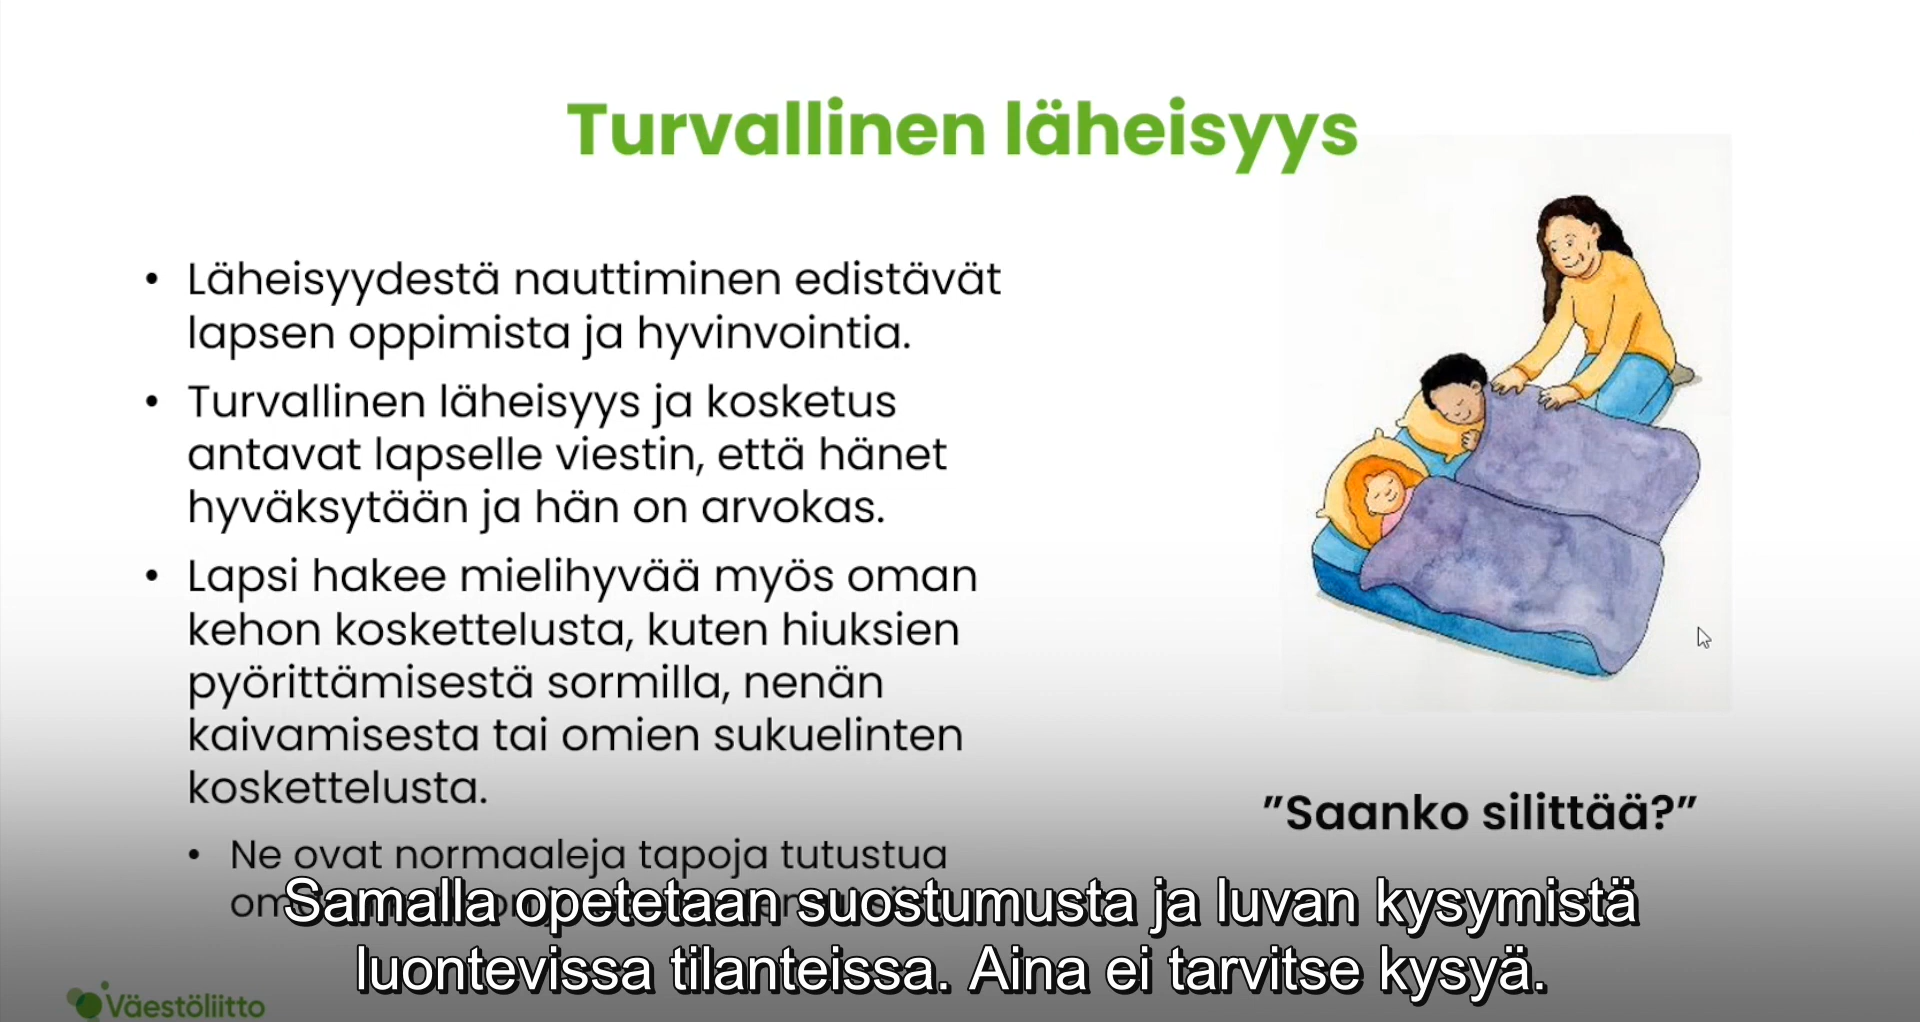 Turvallinen läheisyys
• Läheisyydestä nauttiminen edistävät
lapsen oppimista ja hyvinvointia.
• Turvallinen läheisyys ja kosketus
antavat lapselle viestin, että hänet
hyväksytään ja hän on arvokas.
• Lapsi hakee mielihyvää myös oman
kehon koskettelusta, kuten hiuksien
pyörittämisestä sormilla, nenän
kaivamisesta tai omien sukuelinten
koskettelusta.
• Ne ovat normaaleja tapoja tutustua
"Saanko silittää?"
Samalla opetetaan suostumusta ja luvan kysymistä
luontevissa tilanteissa. Aina ei tarvitse kysyä.
Väestöliitto